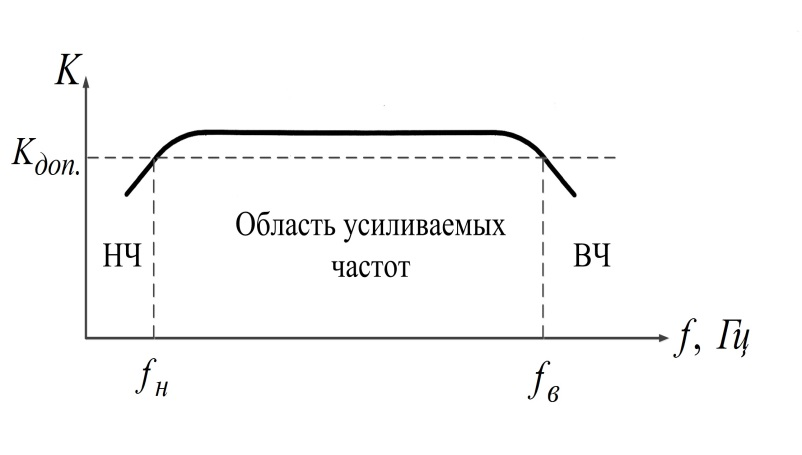 K
Kдоп.
Область усиливаемых
частот
НЧ
ВЧ
f, Гц
fн
fв